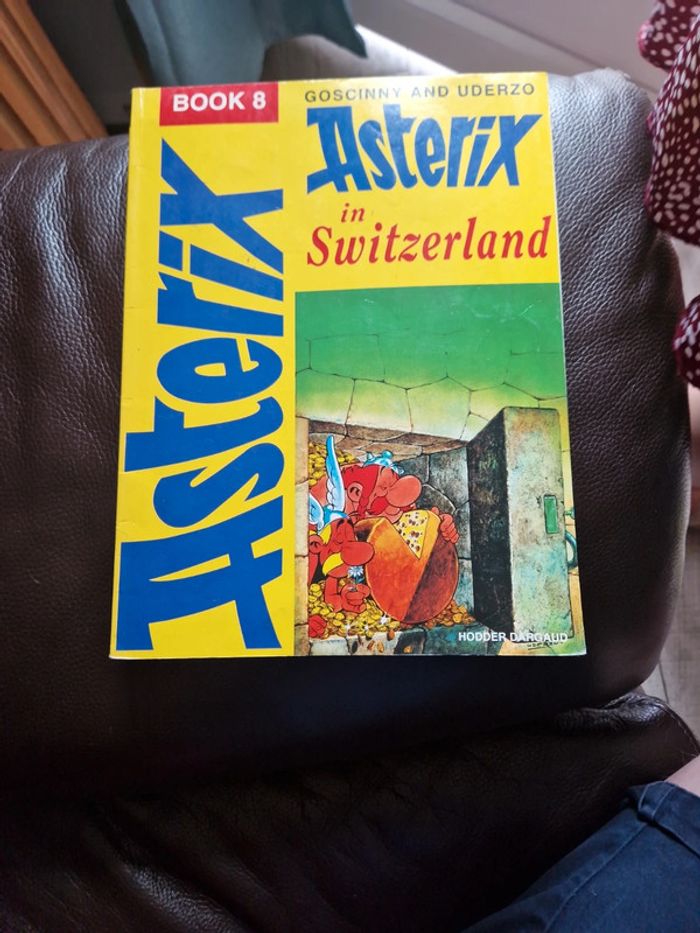 BOOK 8
Asterix
GOSCINNY AND UDERZO
Asterix
in
Switzerland
HODDER DARGAUD